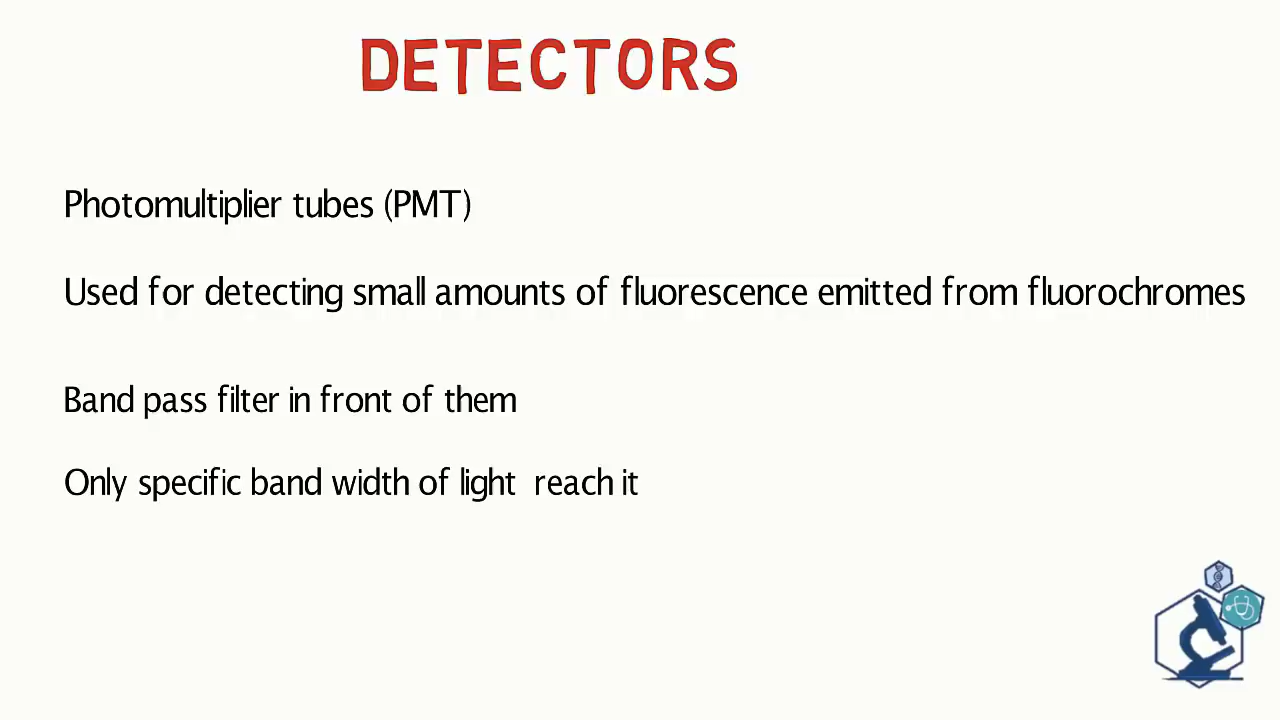 DETECTORS
Photomultiplier tubes (PMT)
Used for detecting small amounts of fluorescence emitted from fluorochromes
Band pass filter in front of them
Only specific band width of light reach it